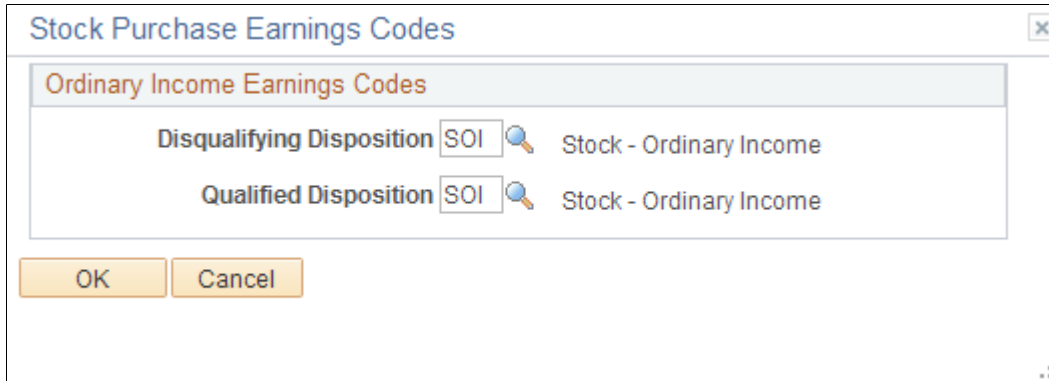 Stock Purchase Earnings Codes
Ordinary Income Earnings Codes
Disqualifying Disposition SOI Stock - Ordinary Income
Qualified Disposition SOI Stock - Ordinary Income
OK Cancel